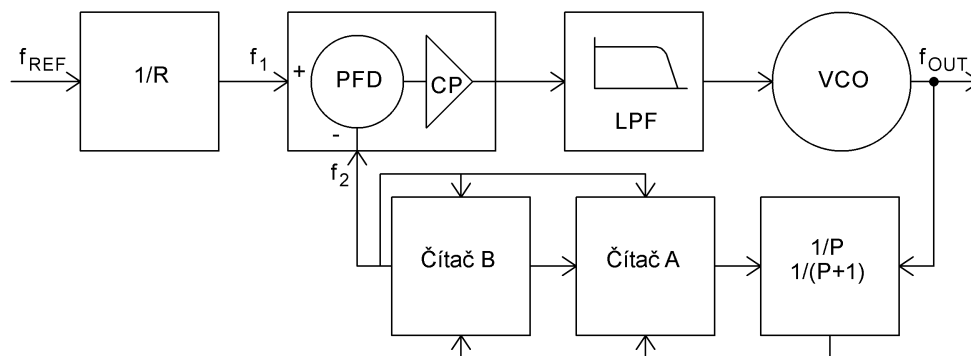 f_REF
1/R
f_1
+
PFD
-
CP
LPF
VCO
f_OUT
f_2
Čítač B
Čítač A
1/P
1/(P+1)